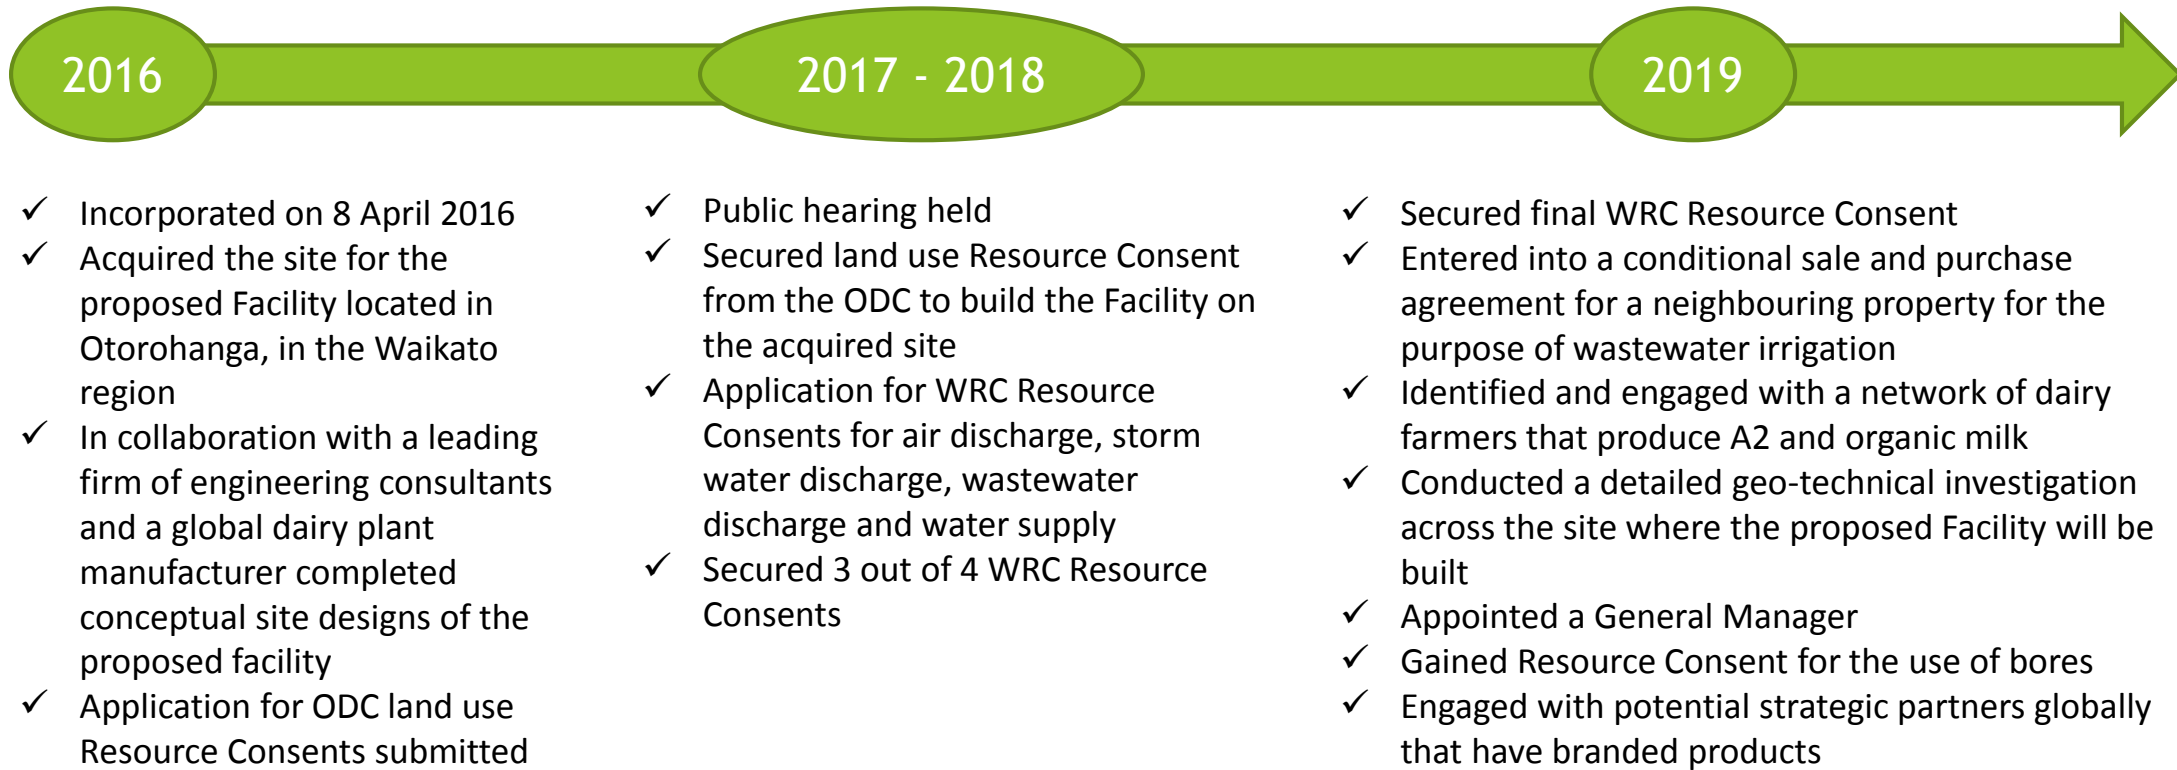 2016
2017 - 2018
2019
✓ Incorporated on 8 April 2016
✓ Acquired the site for the
proposed Facility located in
Otorohanga, in the Waikato
region
✓ In collaboration with a leading
firm of engineering consultants
and a global dairy plant
manufacturer completed
conceptual site designs of the
proposed facility
✓ Application for ODC land use
Resource Consents submitted
✓ Public hearing held
✓ Secured land use Resource Consent
from the ODC to build the Facility on
the acquired site
✓ Application for WRC Resource
Consents for air discharge, storm
water discharge, wastewater
discharge and water supply
✓ Secured 3 out of 4 WRC Resource
Consents
✓ Secured final WRC Resource Consent
✓ Entered into a conditional sale and purchase
agreement for a neighbouring property for the
purpose of wastewater irrigation
✓ Identified and engaged with a network of dairy
farmers that produce A2 and organic milk
✓ Conducted a detailed geo-technical investigation
across the site where the proposed Facility will be
built
✓ Appointed a General Manager
✓ Gained Resource Consent for the use of bores
✓ Engaged with potential strategic partners globally
that have branded products